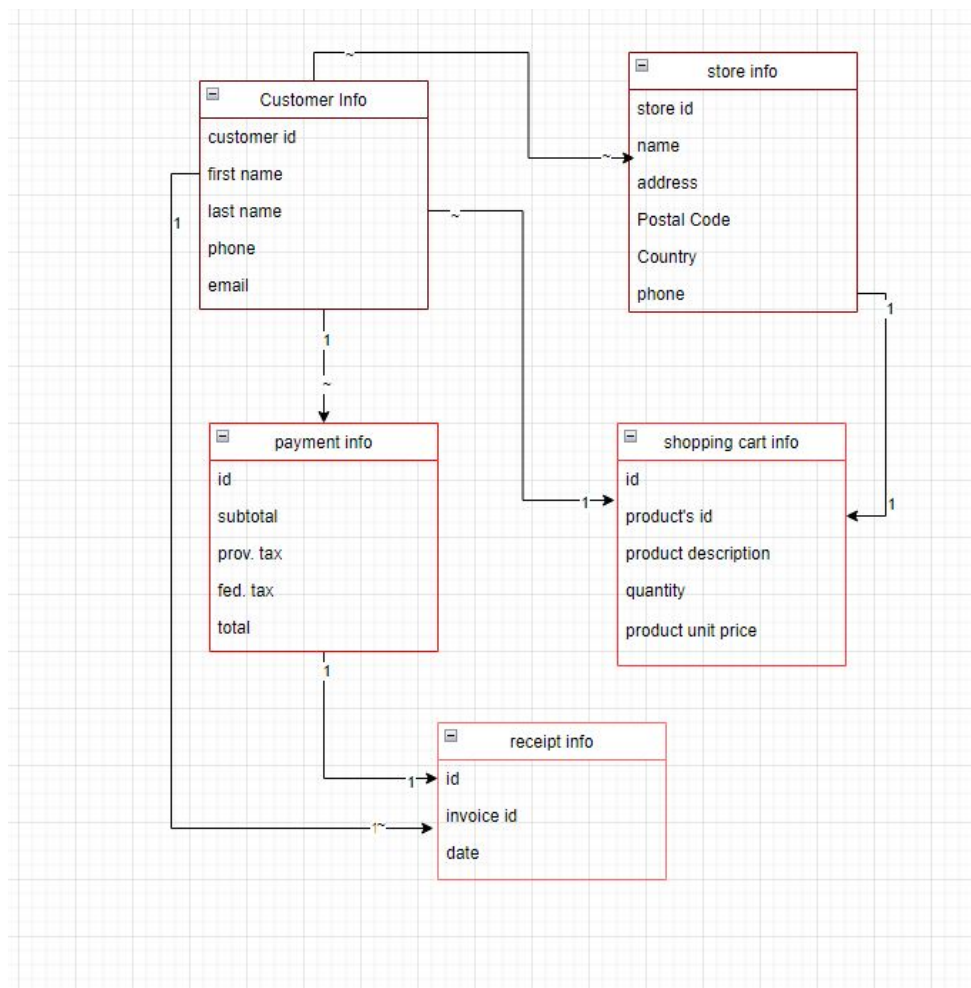 ~
store info
Customer Info
store id
customer id
name
~
first name
address
last name
~
Postal Code
1
phone
Country
email
phone
1
1
~
payment info
shopping cart info
id
id
1
1
subtotal
product's id
prov. tax
product description
fed. tax
quantity
total
product unit price
1
receipt info
1
id
invoice id
~
date